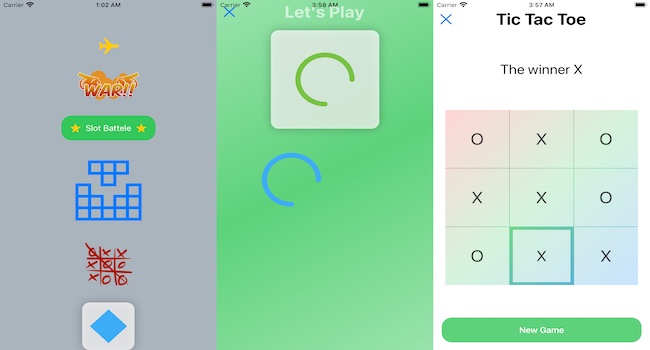 Carrier 1:02 AM
WAR!!
Slot Battele
Carrier 3:58 AM
Let's Play
Carrier 3:57 AM
Tic Tac Toe
The winner X
O X O
X X O
O X X
New Game